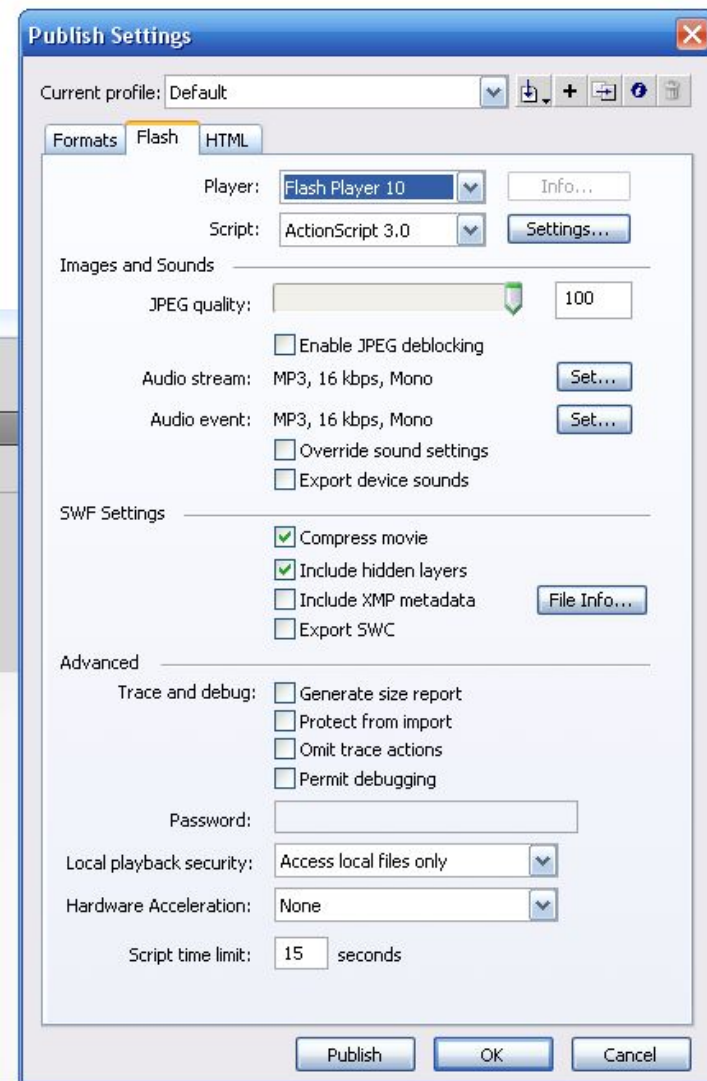 Publish Settings
Current profile: Default
Formats Flash HTML
Player: Flash Player 10 Info...
Script: ActionScript 3.0 Settings...
Images and Sounds
JPEG quality: 100
Enable JPEG deblocking
Audio stream: MP3, 16 kbps, Mono Set...
Audio event: MP3, 16 kbps, Mono Set...
Override sound settings
Export device sounds
SWF Settings
Compress movie
Include hidden layers
Include XMP metadata File Info...
Export SWC
Advanced
Trace and debug: Generate size report
Protect from import
Omit trace actions
Permit debugging
Password:
Local playback security: Access local files only
Hardware Acceleration: None
Script time limit: 15 seconds
Publish OK Cancel